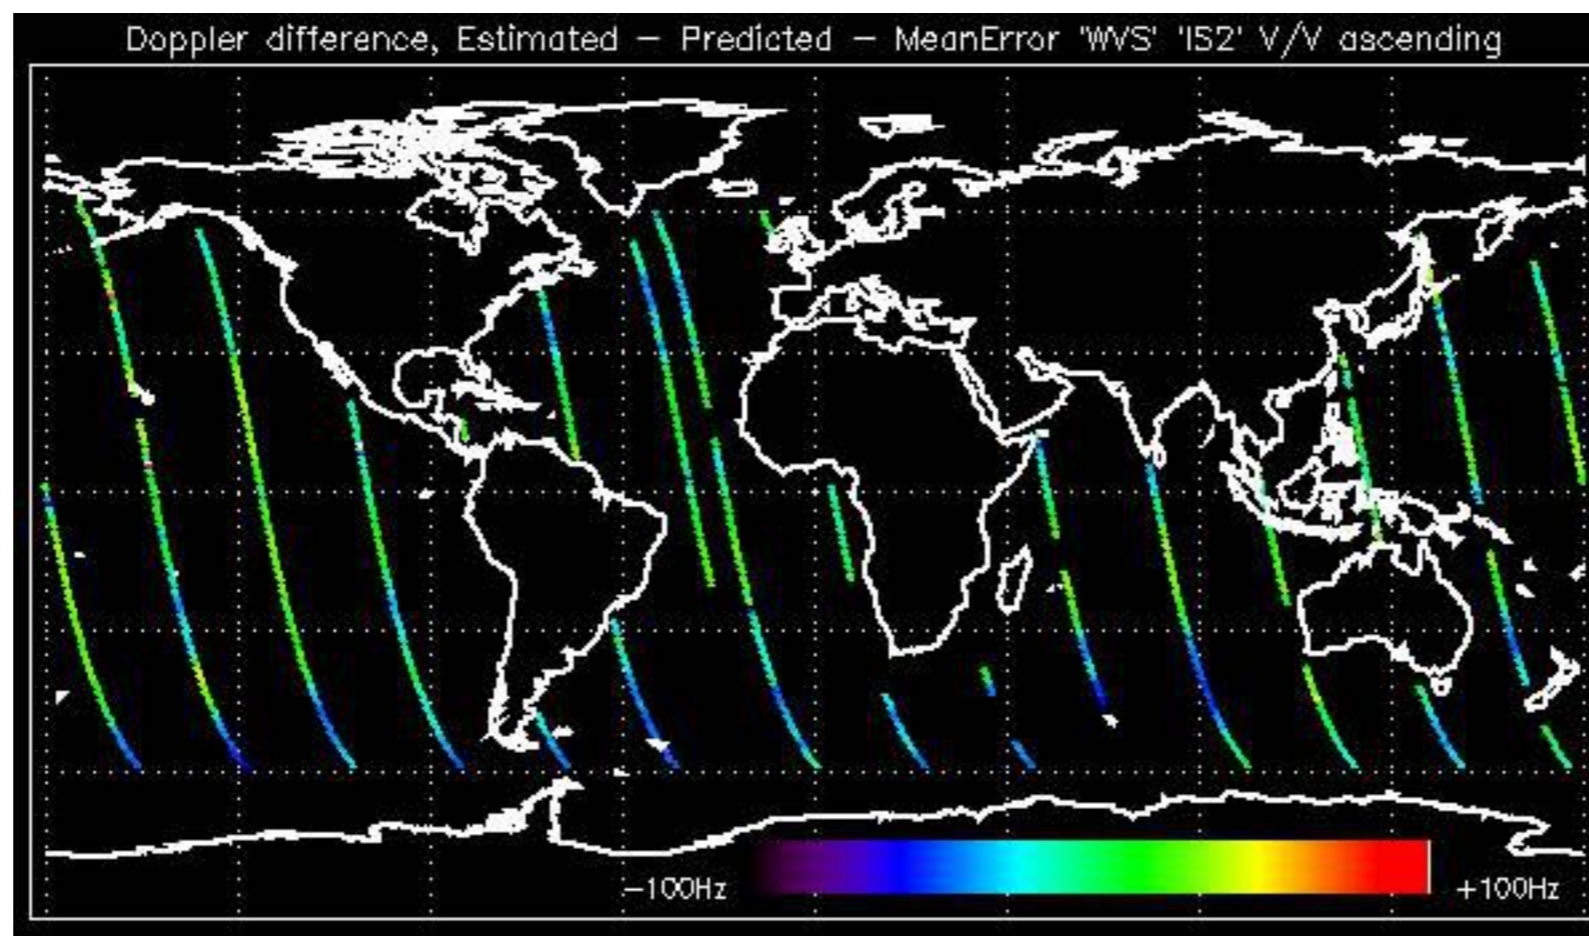 Doppler difference, Estimated – Predicted – MeanError 'WVS' 'IS2' V/V ascending
–100Hz +100Hz